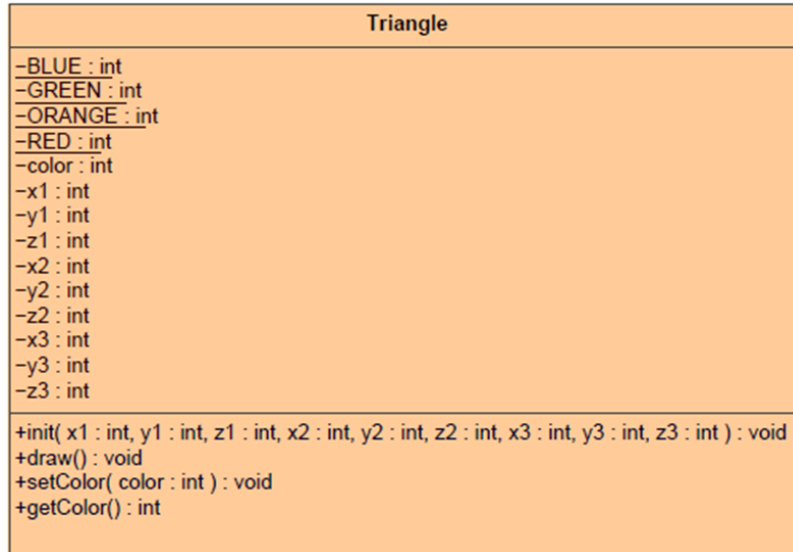 Triangle
−BLUE : int
−GREEN : int
−ORANGE : int
−RED : int
−color : int
−x1 : int
−y1 : int
−z1 : int
−x2 : int
−y2 : int
−z2 : int
−x3 : int
−y3 : int
−z3 : int
+init( x1 : int, y1 : int, z1 : int, x2 : int, y2 : int, z2 : int, x3 : int, y3 : int, z3 : int ) : void
+draw() : void
+setColor( color : int ) : void
+getColor() : int